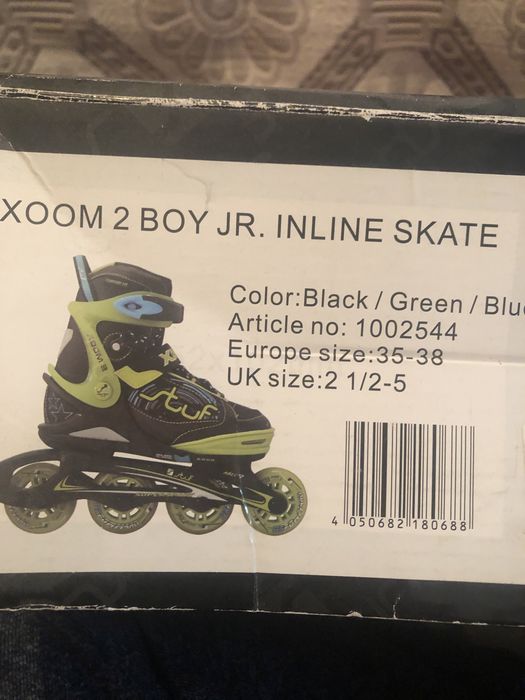 XOOM 2 BOY JR. INLINE SKATE
Color:Black / Green / Blue
Article no: 1002544
Europe size:35-38
UK size:2 1/2-5
stuf
4 050682 180688